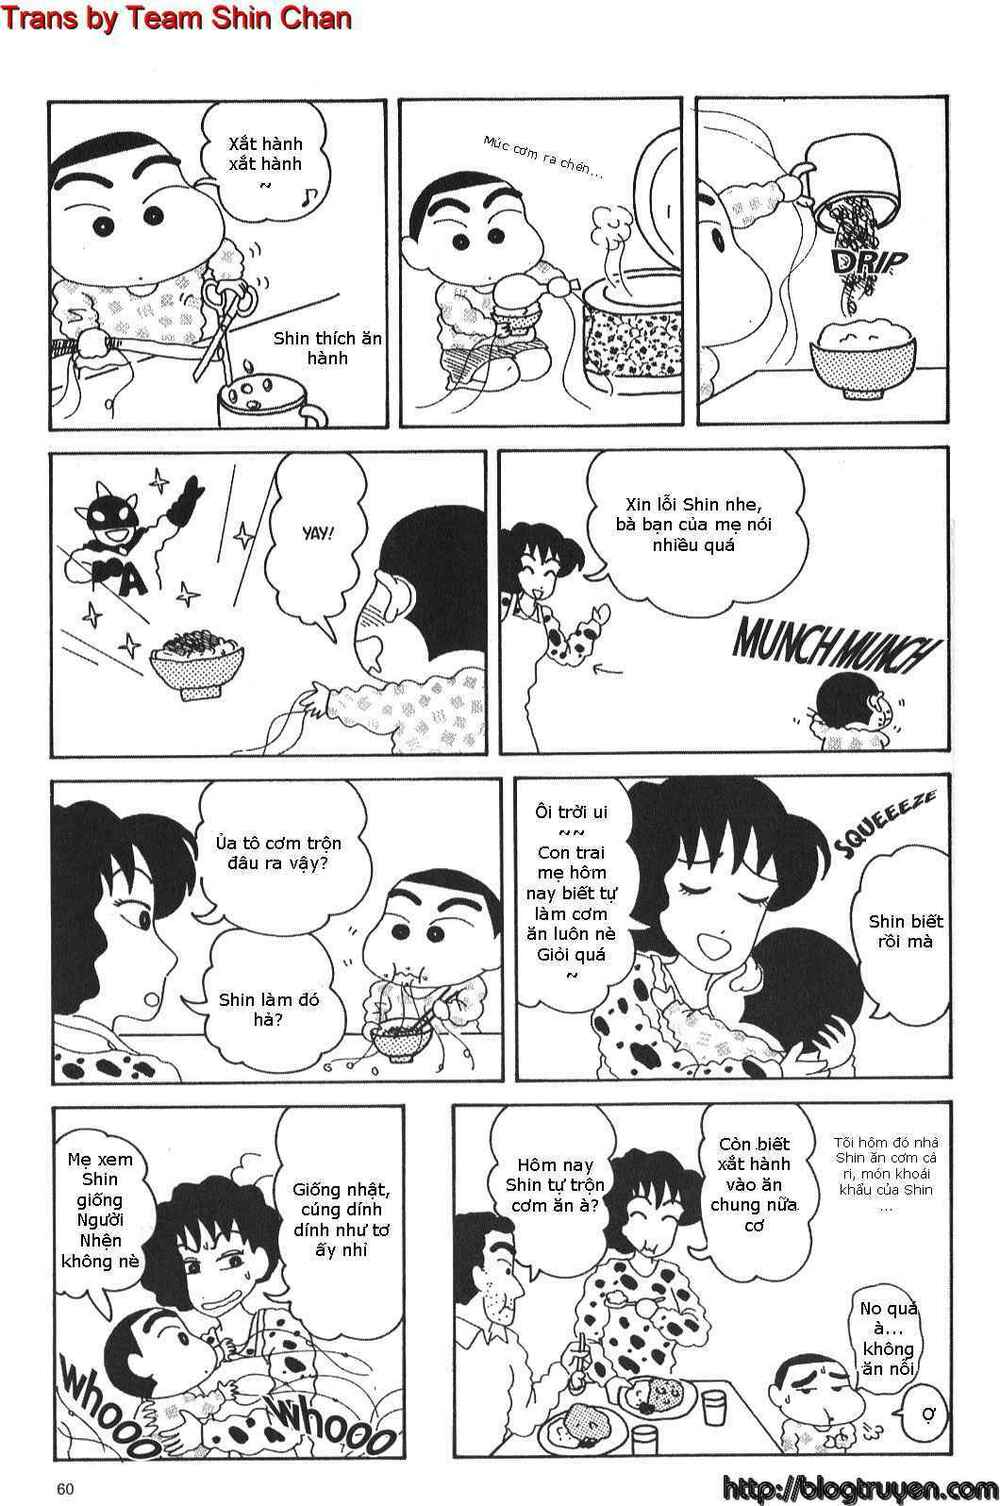 Trans by Team Shin Chan
Xắt hành
xắt hành
~
Shin thích ăn
hành
Múc cơm ra chén...
DRIP
YAY!
A
Xin lỗi Shin nhe,
bà bạn của mẹ nói
nhiều quá
MUNCH MUNCH
Ủa tô cơm trộn
đâu ra vậy?
Shin làm đó
hả?
Ôi trời ui
~~
Con trai
mẹ hôm
nay biết tự
làm cơm
ăn luôn nè
Giỏi quá
~
SQUEEEEZE
Shin biết
rồi mà
Mẹ xem
Shin
giống
Người
Nhện
không nè
Giống nhật,
cúng dính
dính như tơ
ấy nhỉ
WHOOO
WHOOO
Hôm nay
Shin tự trộn
cơm ăn à?
Còn biết
xắt hành
vào ăn
chung nữa
cơ
Tối hôm đó nhà
Shin ăn cơm cà
ri, món khoái
khẩu của Shin
...
No quá
à...
không
ăn nổi
Ợ
60
http://blogtruyen.com